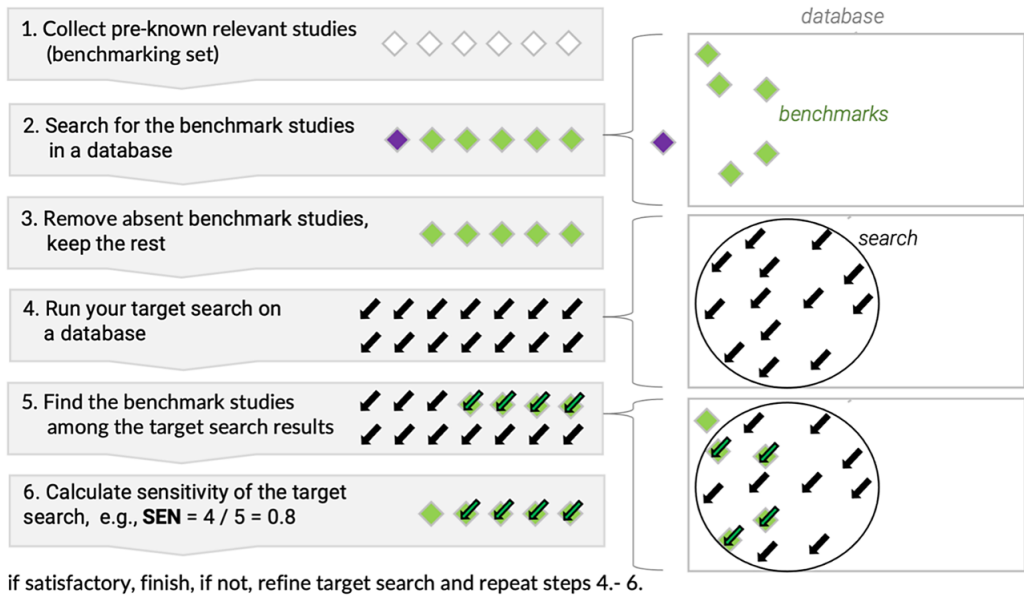 database
1. Collect pre-known relevant studies
(benchmarking set)
benchmarks
2. Search for the benchmark studies
in a database
3. Remove absent benchmark studies,
keep the rest
search
4. Run your target search on
a database
5. Find the benchmark studies
among the target search results
6. Calculate sensitivity of the target
search, e.g., SEN = 4 / 5 = 0.8
if satisfactory, finish, if not, refine target search and repeat steps 4.- 6.